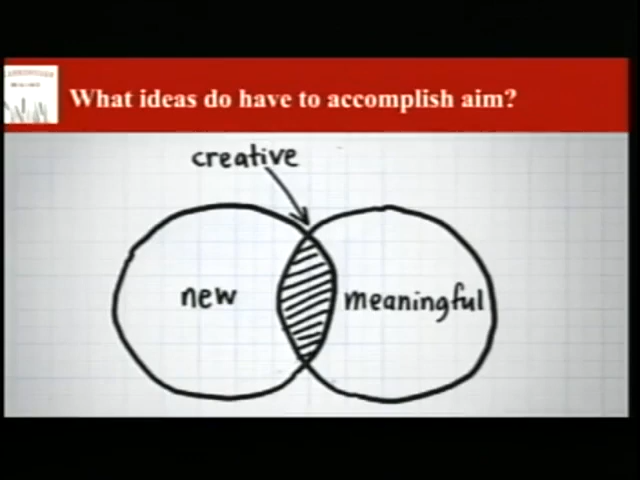 What ideas do have to accomplish aim?
creative
new
meaningful